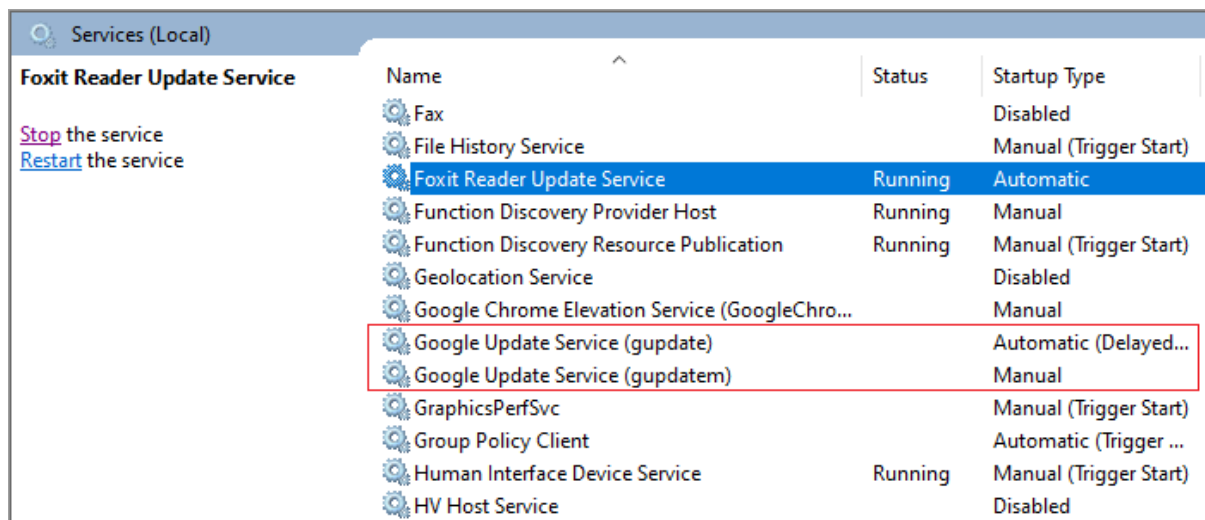 Services (Local)
Foxit Reader Update Service
Stop the service
Restart the service
Name Status Startup Type
Fax Disabled
File History Service Manual (Trigger Start)
Foxit Reader Update Service Running Automatic
Function Discovery Provider Host Running Manual
Function Discovery Resource Publication Running Manual (Trigger Start)
Geolocation Service Disabled
Google Chrome Elevation Service (GoogleChro... Manual
Google Update Service (gupdate) Automatic (Delayed...
Google Update Service (gupdatem) Manual
GraphicsPerfSvc Manual (Trigger Start)
Group Policy Client Automatic (Trigger ...
Human Interface Device Service Running Manual (Trigger Start)
HV Host Service Disabled